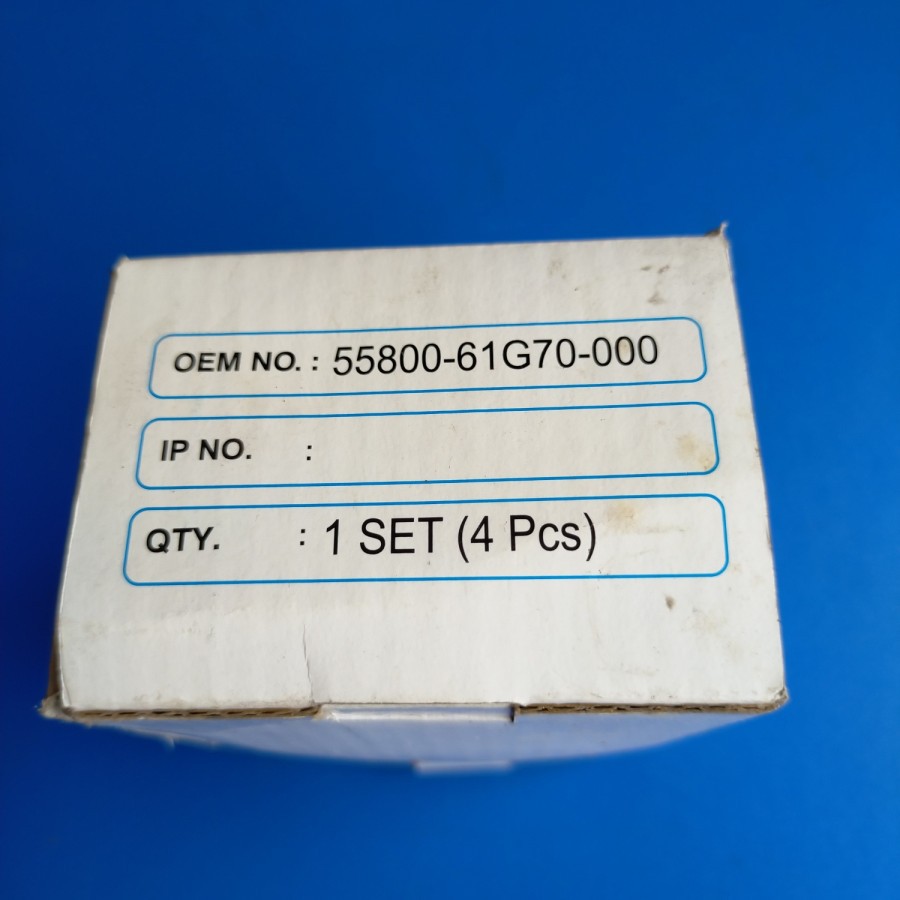 OEM NO. : 55800-61G70-000
IP NO. :
QTY. : 1 SET (4 Pcs)